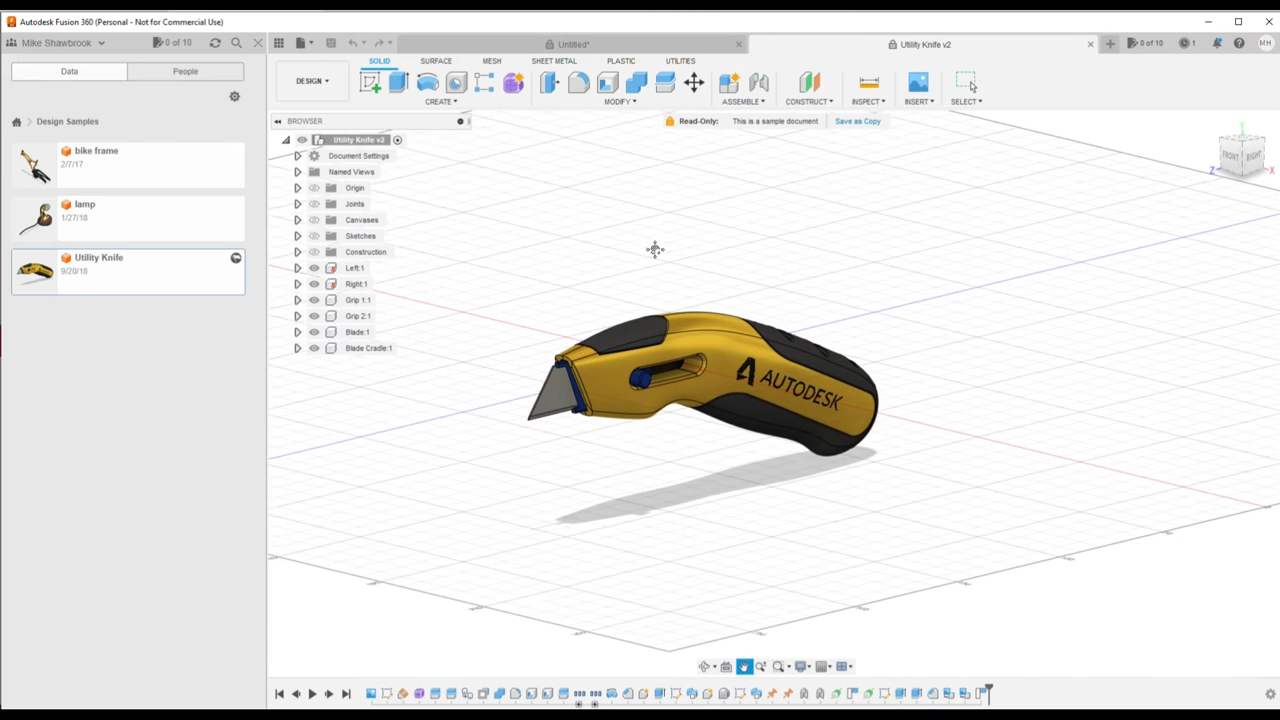 Autodesk Fusion 360 (Personal - Not for Commercial Use)
Mike Shawbrook
0 of 10
Untitled*
Utility Knife v2
0 of 10
1
MH
Data
People
DESIGN
SOLID
SURFACE
MESH
SHEET METAL
PLASTIC
UTILITIES
CREATE
MODIFY
ASSEMBLE
CONSTRUCT
INSPECT
INSERT
SELECT
Design Samples
BROWSER
Read-Only:
This is a sample document
Save as Copy
bike frame
2/7/17
lamp
1/27/18
Utility Knife
9/20/18
Utility Knife v2
Document Settings
Named Views
Origin
Joints
Canvases
Sketches
Construction
Left:1
Right:1
Grip 1:1
Grip 2:1
Blade:1
Blade Cradle:1
Y
FRONT
RIGHT
Z
X
AUTODESK